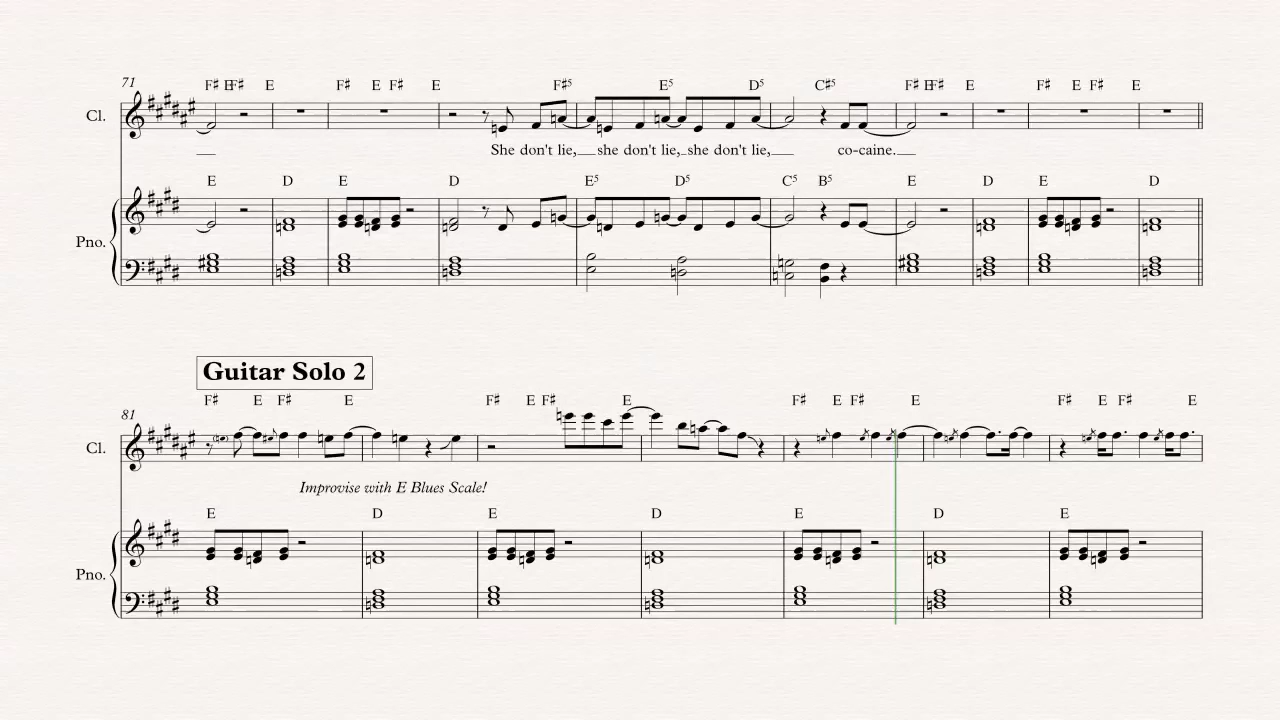 71
F♯ E F♯ E F♯ E F♯ E F♯5 E5 D5 C♯5 F♯ E F♯ E F♯ E F♯ E
Cl.
She don't lie, she don't lie, she don't lie, co-caine.
E D E D E5 D5 C5 B5 E D E D
Pno.
Guitar Solo 2
F♯ E F♯ E F♯ E F♯ E F♯ E F♯ E F♯ E F♯ E
81
Cl.
Improvise with E Blues Scale!
E D E D E D E
Pno.